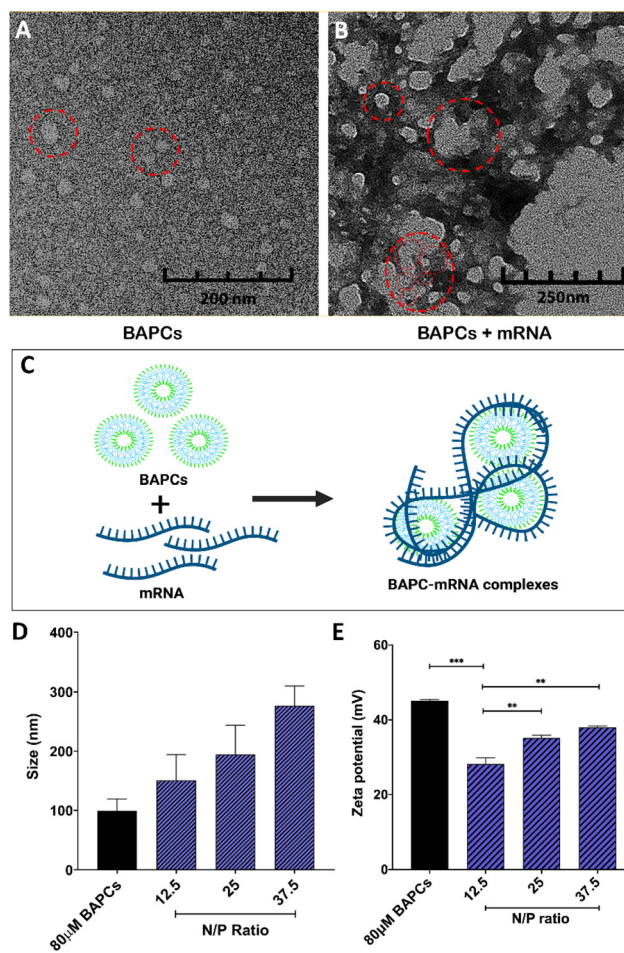 A
B
200 nm
250nm
BAPCs
BAPCs + mRNA
C
BAPCs
+
mRNA
BAPC-mRNA complexes
D
400
300
200
100
0
Size (nm)
80μM BAPCs
12.5
25
37.5
N/P Ratio
E
60
40
20
0
Zeta potential (mV)
***
**
**
80μM BAPCs
12.5
25
37.5
N/P ratio